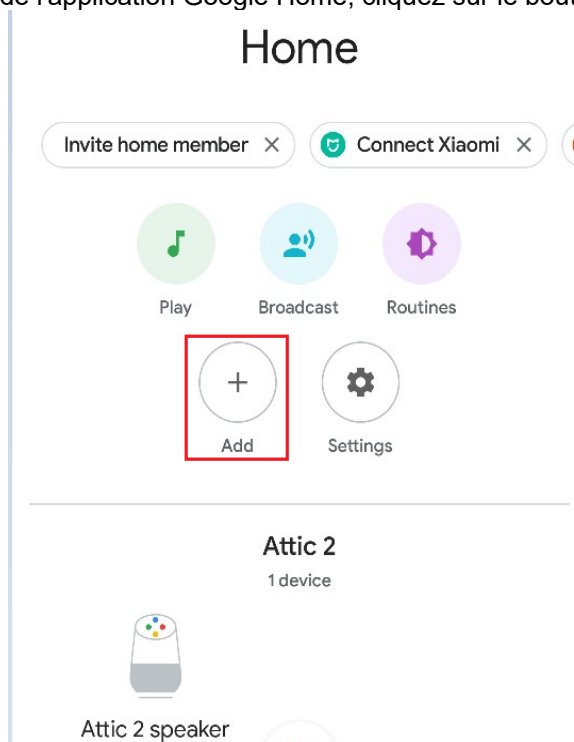 de l'application Google Home, cliquez sur le bout
Home
Invite home member
Connect Xiaomi
Play Broadcast Routines
Add Settings
Attic 2
1 device
Attic 2 speaker